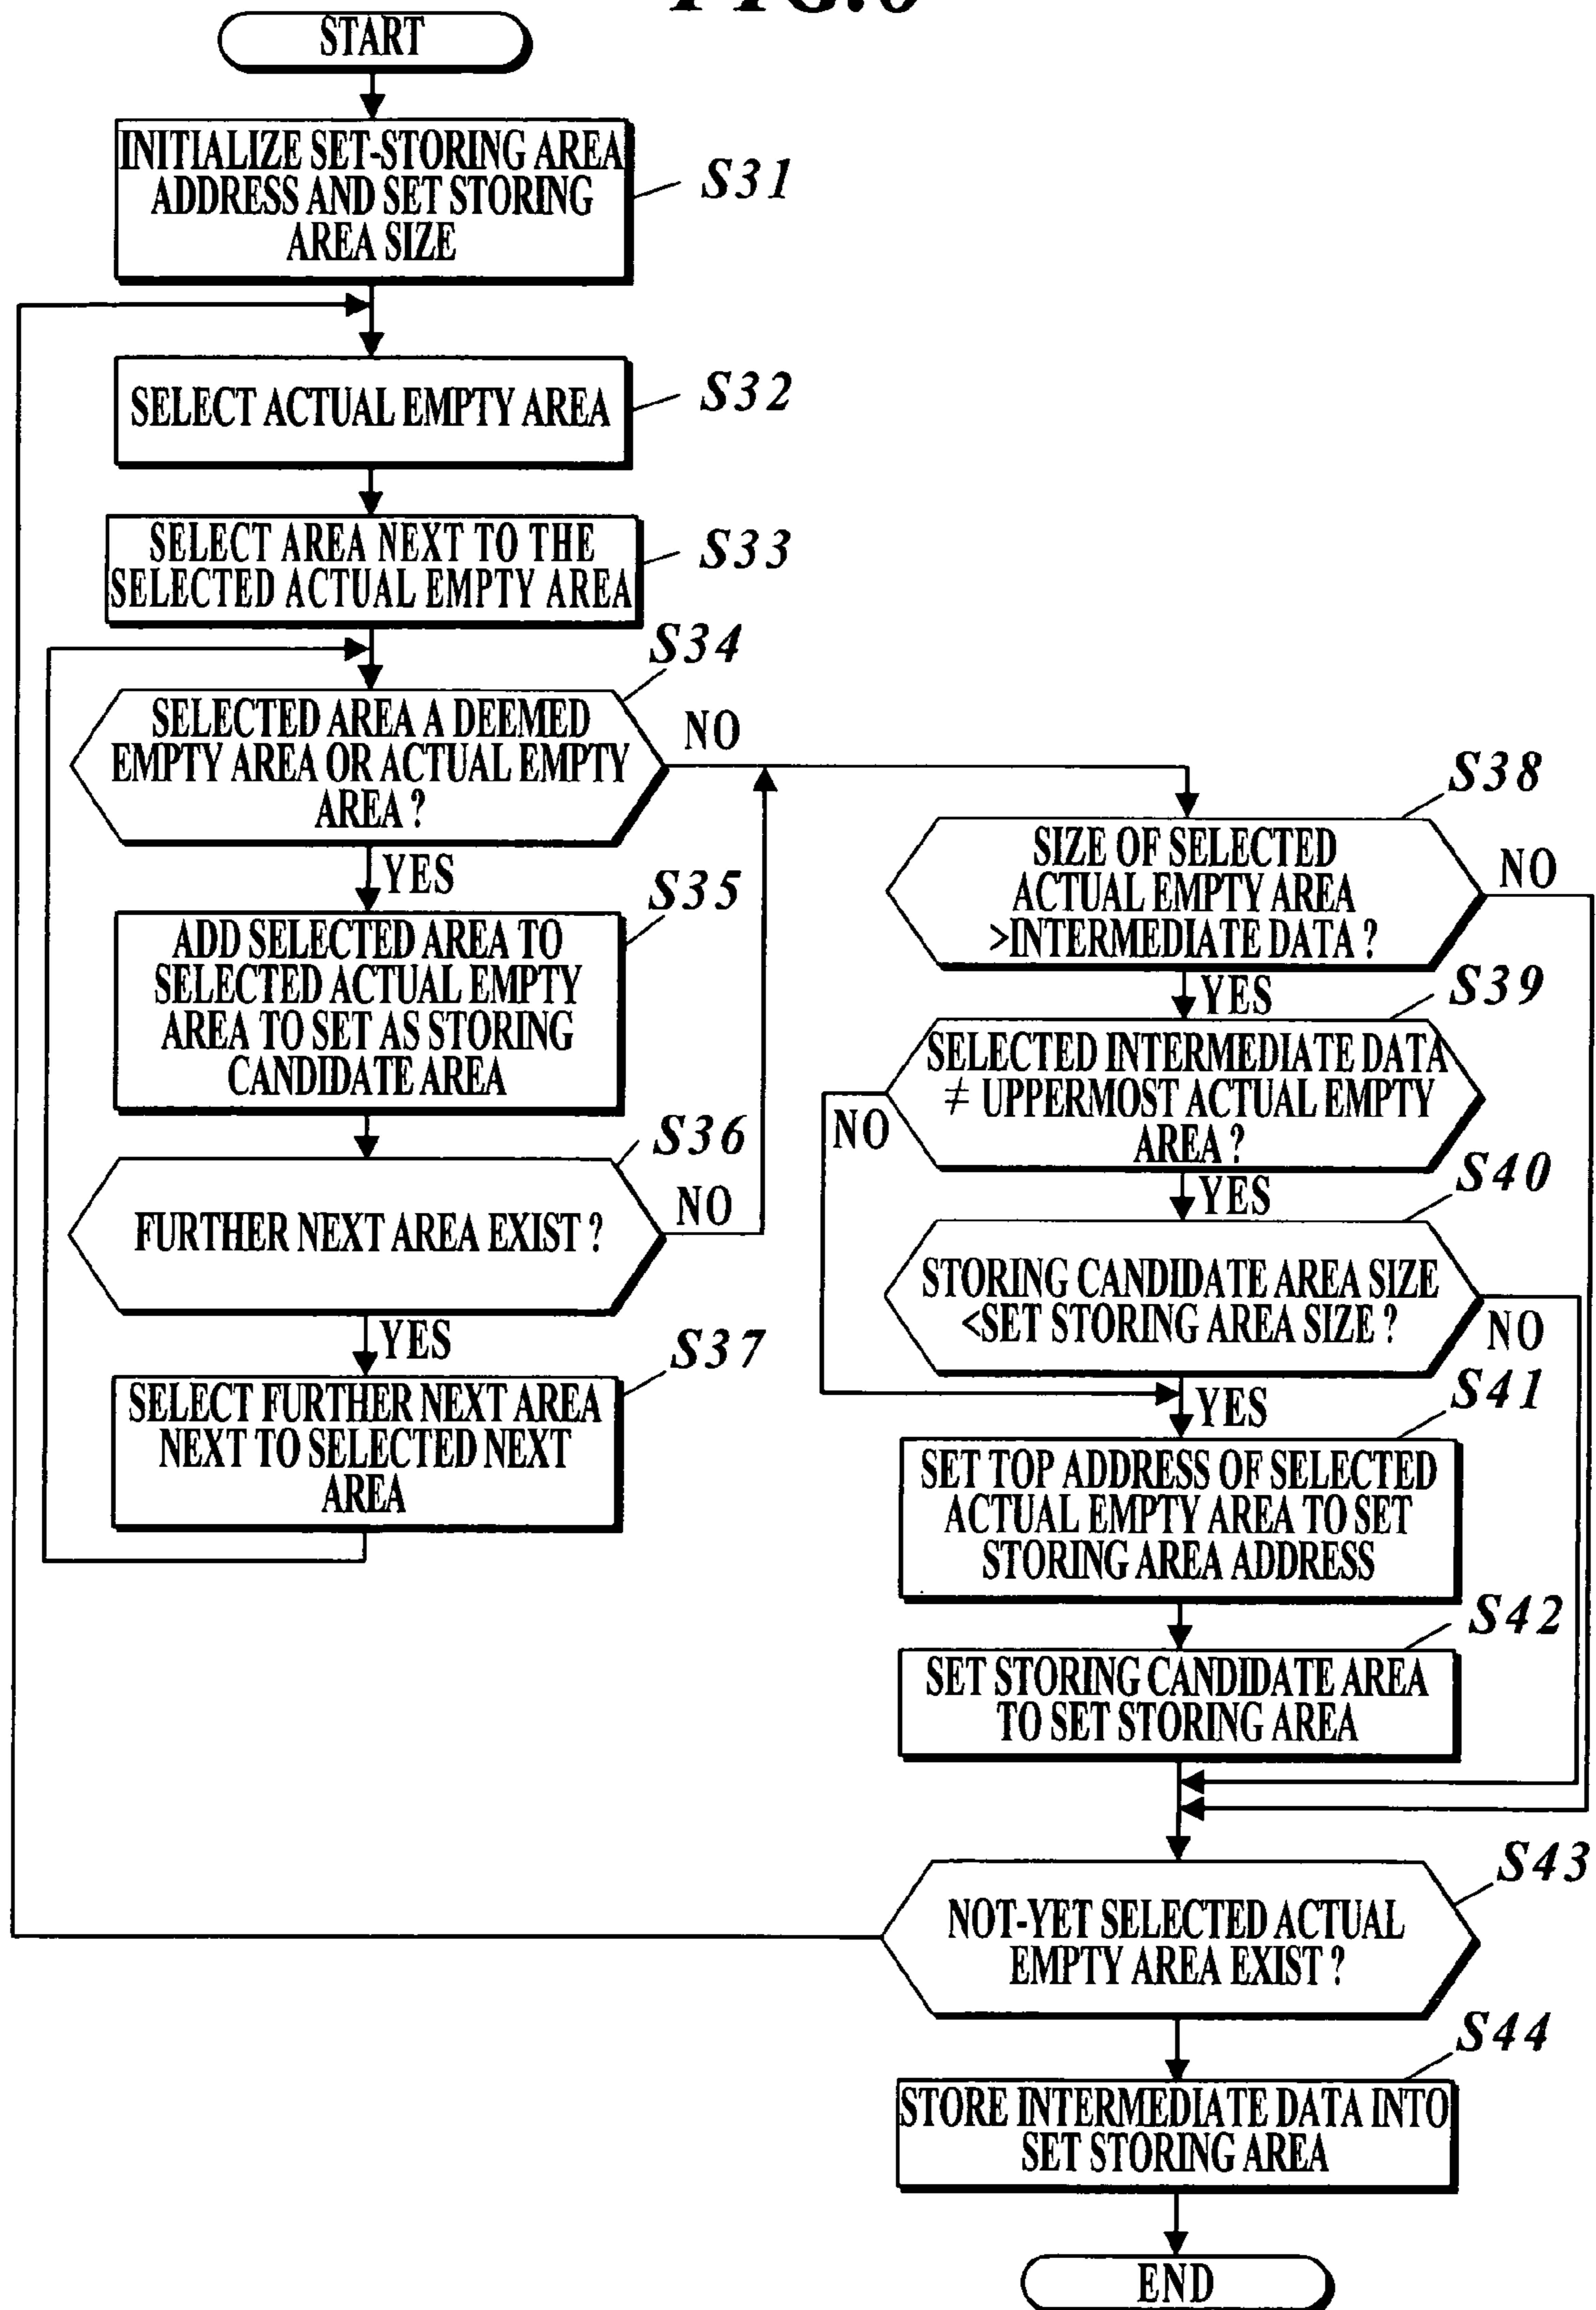 START
INITIALIZE SET-STORING AREA
ADDRESS AND SET STORING
AREA SIZE
S31
SELECT ACTUAL EMPTY AREA
S32
SELECT AREA NEXT TO THE
SELECTED ACTUAL EMPTY AREA
S33
S34
SELECTED AREA A DEEMED
EMPTY AREA OR ACTUAL EMPTY
AREA ?
NO
YES
S35
ADD SELECTED AREA TO
SELECTED ACTUAL EMPTY
AREA TO SET AS STORING
CANDIDATE AREA
S36
FURTHER NEXT AREA EXIST ?
NO
YES
S37
SELECT FURTHER NEXT AREA
NEXT TO SELECTED NEXT
AREA
S38
SIZE OF SELECTED
ACTUAL EMPTY AREA
>INTERMEDIATE DATA ?
NO
YES
S39
SELECTED INTERMEDIATE DATA
≠ UPPERMOST ACTUAL EMPTY
AREA ?
NO
YES
S40
STORING CANDIDATE AREA SIZE
<SET STORING AREA SIZE ?
NO
YES
S41
SET TOP ADDRESS OF SELECTED
ACTUAL EMPTY AREA TO SET
STORING AREA ADDRESS
S42
SET STORING CANDIDATE AREA
TO SET STORING AREA
S43
NOT-YET SELECTED ACTUAL
EMPTY AREA EXIST ?
S44
STORE INTERMEDIATE DATA INTO
SET STORING AREA
END